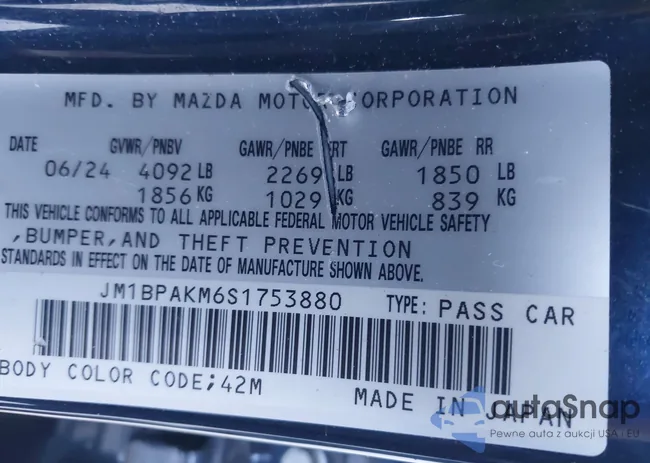 MFD. BY MAZDA MOTOR CORPORATION
DATE GVWR/PNBV GAWR/PNBE FRT GAWR/PNBE RR
06/24 4092 LB 2269 LB 1850 LB
1856 KG 1029 KG 839 KG
THIS VEHICLE CONFORMS TO ALL APPLICABLE FEDERAL MOTOR VEHICLE SAFETY
,BUMPER,AND THEFT PREVENTION
STANDARDS IN EFFECT ON THE DATE OF MANUFACTURE SHOWN ABOVE.
JM1BPAKM6S1753880 TYPE: PASS CAR
BODY COLOR CODE;42M MADE IN JAPAN
autoSnap
Pewne auta z aukcji USA i EU